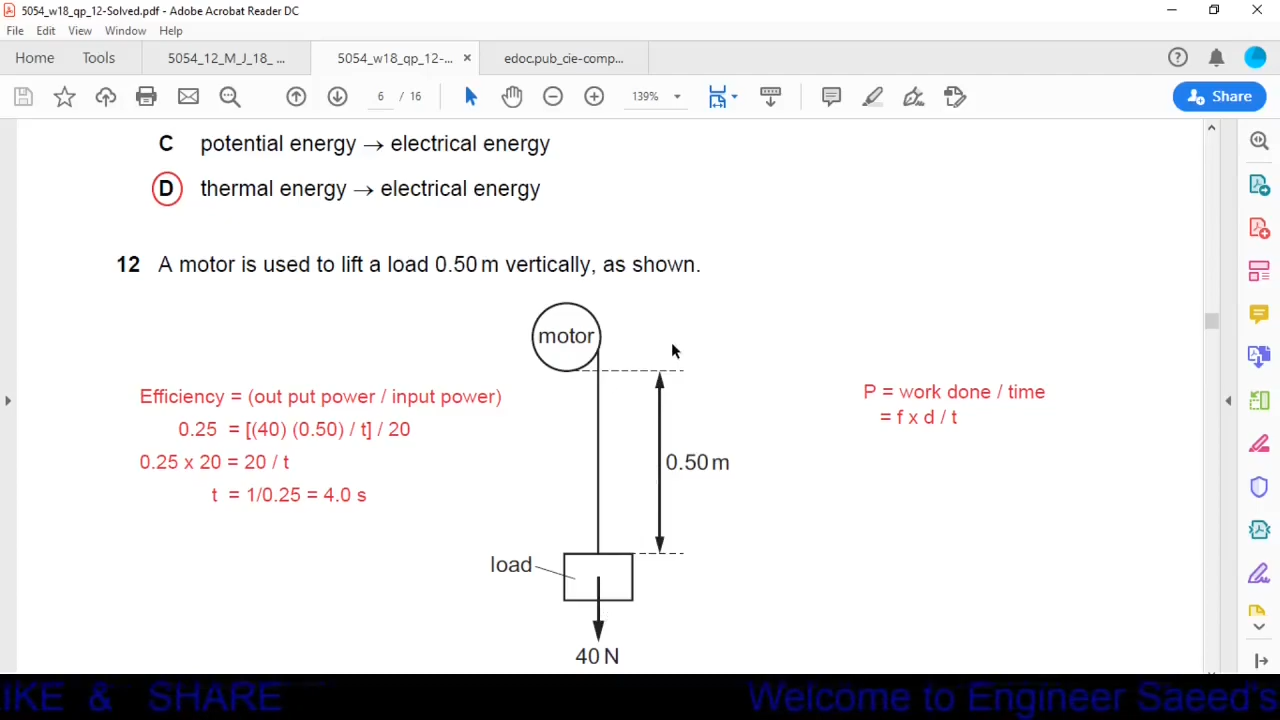 5054_w18_qp_12-Solved.pdf - Adobe Acrobat Reader DC
File Edit View Window Help
Home Tools 5054_12_M_J_18_ ... 5054_w18_qp_12-... × edoc.pub_cie-comp...
6 / 16 139% Share
C potential energy → electrical energy
D thermal energy → electrical energy
12 A motor is used to lift a load 0.50 m vertically, as shown.
motor
Efficiency = (out put power / input power)
0.25 = [(40) (0.50) / t] / 20
0.25 x 20 = 20 / t
t = 1/0.25 = 4.0 s
P = work done / time
= f x d / t
0.50 m
load
40 N
LIKE & SHARE Welcome to Engineer Saeed's